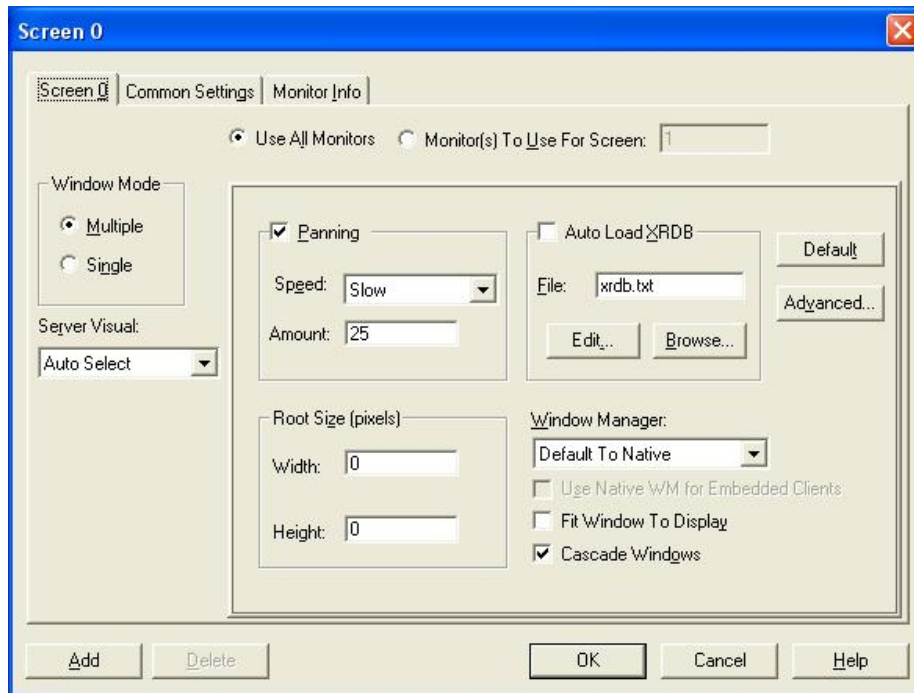 Screen 0
Screen 0 Common Settings Monitor Info
Use All Monitors Monitor(s) To Use For Screen: 1
Window Mode
Multiple
Single
Server Visual:
Auto Select
Panning
Speed: Slow
Amount: 25
Auto Load XRDB
File: xrdb.txt
Edit... Browse...
Default
Advanced...
Root Size (pixels)
Width: 0
Height: 0
Window Manager:
Default To Native
Use Native WM for Embedded Clients
Fit Window To Display
Cascade Windows
Add Delete OK Cancel Help